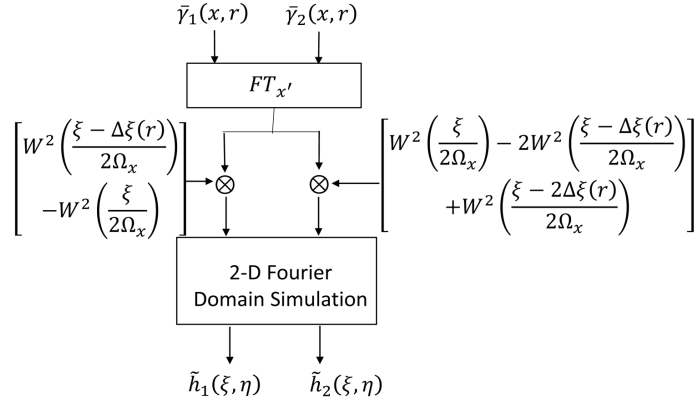 γ̄₁(x, r) γ̄₂(x, r)
FTₓ′
[W² ((ξ − Δξ(r)) / 2Ωₓ)
− W² (ξ / 2Ωₓ)]
[W² (ξ / 2Ωₓ) − 2W² ((ξ − Δξ(r)) / 2Ωₓ)
+W² ((ξ − 2Δξ(r)) / 2Ωₓ)]
⊗ ⊗
2-D Fourier
Domain Simulation
h̃₁(ξ, η) h̃₂(ξ, η)